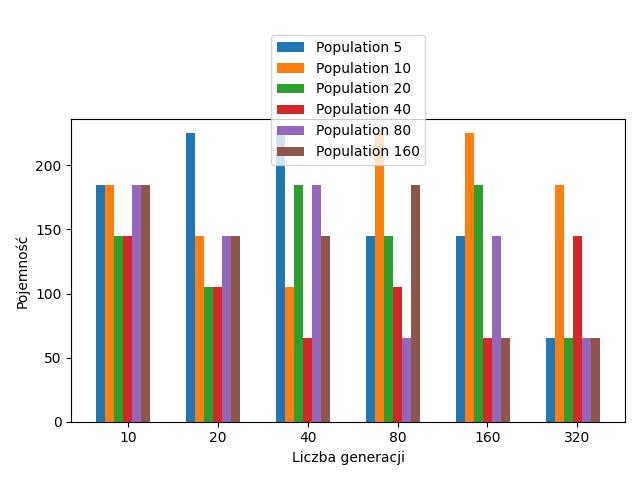 Population 5
Population 10
Population 20
Population 40
Population 80
Population 160
200
150
100
50
0
Pojemność
10 20 40 80 160 320
Liczba generacji